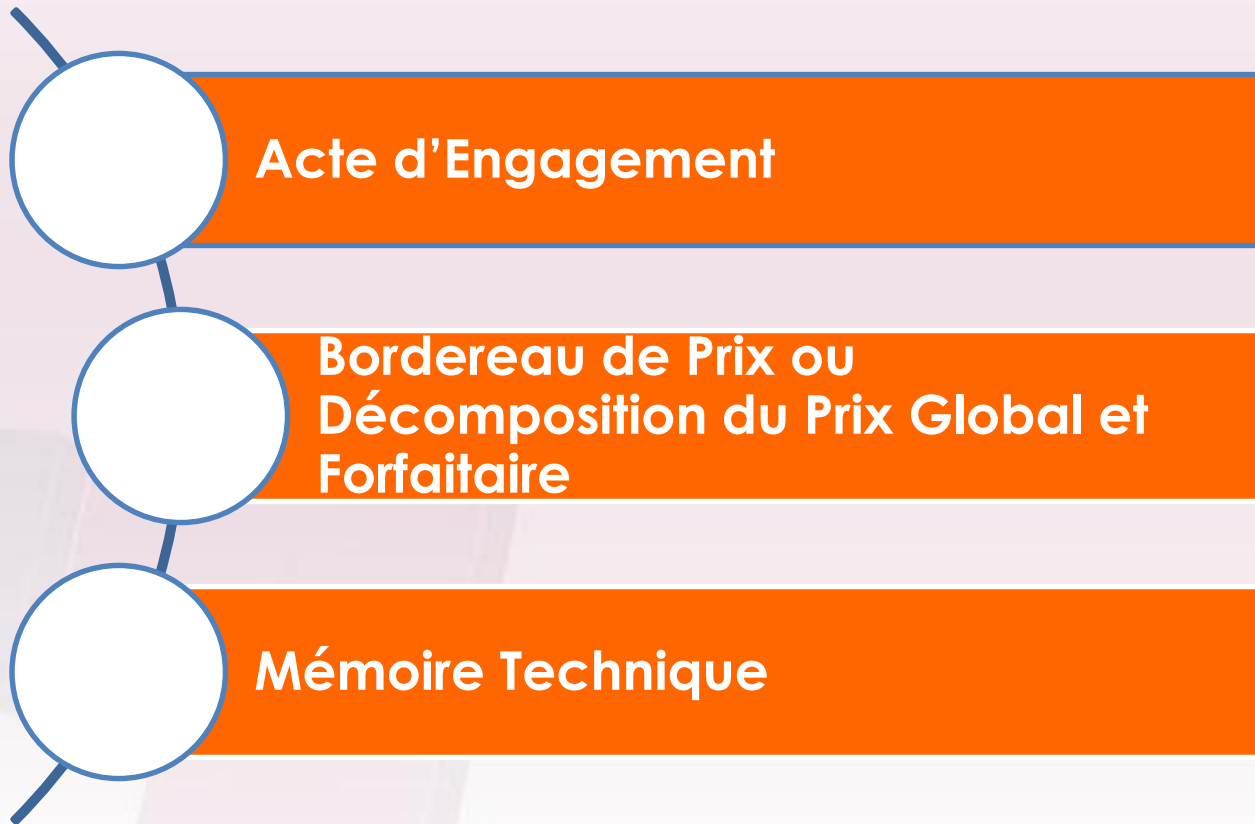 Acte d’Engagement
Bordereau de Prix ou
Décomposition du Prix Global et
Forfaitaire
Mémoire Technique